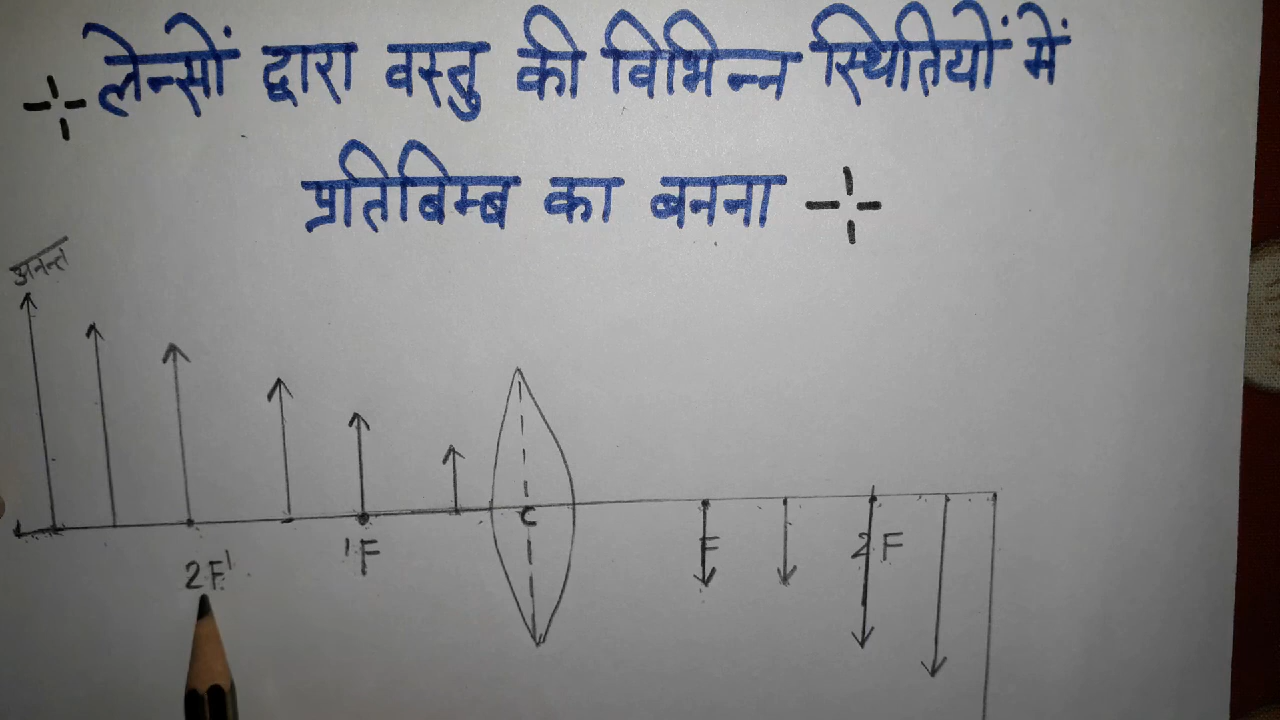 लेन्सों द्वारा वस्तु की विभिन्न स्थितियों में
प्रतिबिम्ब का बनना
अनन्त
2F' 'F C F 2F